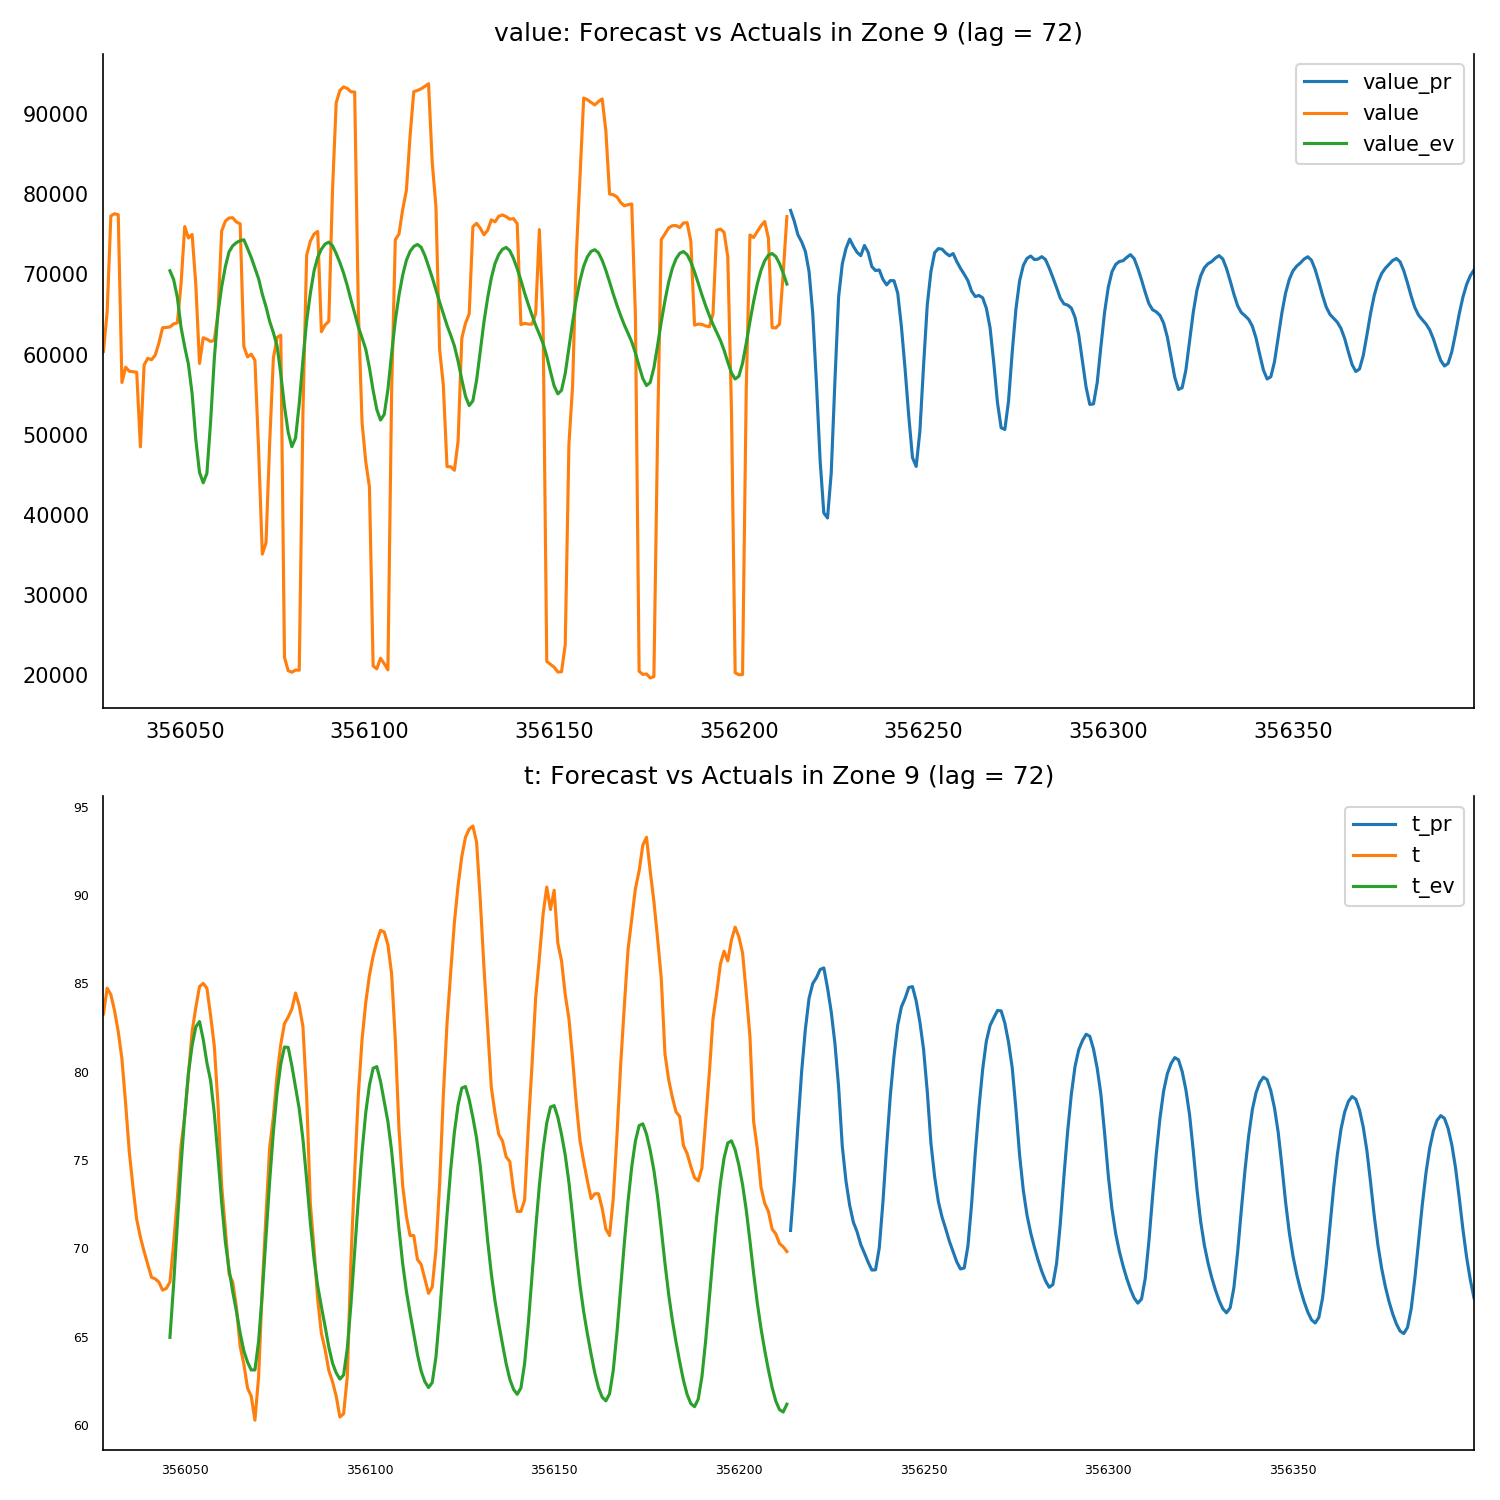 value: Forecast vs Actuals in Zone 9 (lag = 72)
value_pr
value
value_ev
90000
80000
70000
60000
50000
40000
30000
20000
356050 356100 356150 356200 356250 356300 356350
t: Forecast vs Actuals in Zone 9 (lag = 72)
t_pr
t
t_ev
95
90
85
80
75
70
65
60
356050 356100 356150 356200 356250 356300 356350